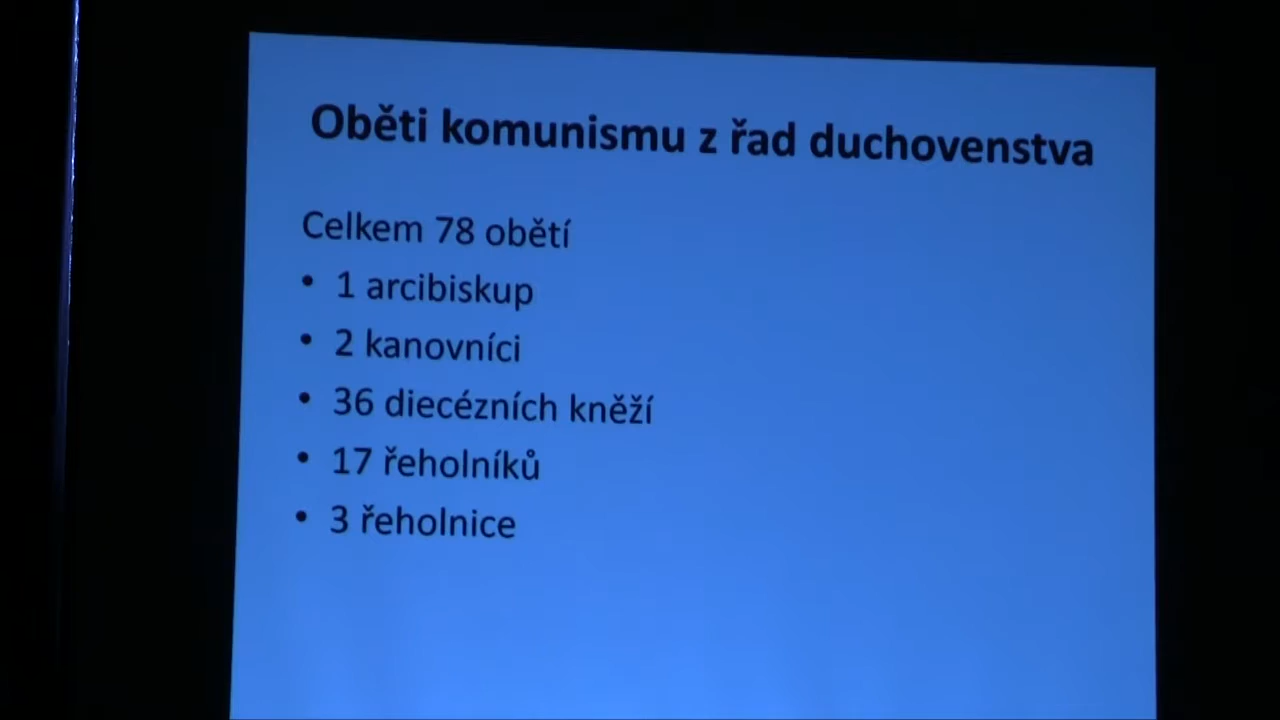 Oběti komunismu z řad duchovenstva
Celkem 78 obětí
• 1 arcibiskup
• 2 kanovníci
• 36 diecézních kněží
• 17 řeholníků
• 3 řeholnice